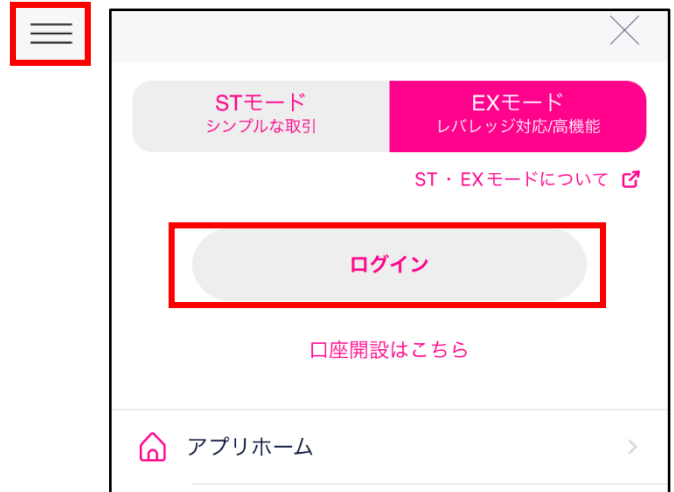 STモード
シンプルな取引
EXモード
レバレッジ対応/高機能
ST・EXモードについて
ログイン
口座開設はこちら
アプリホーム